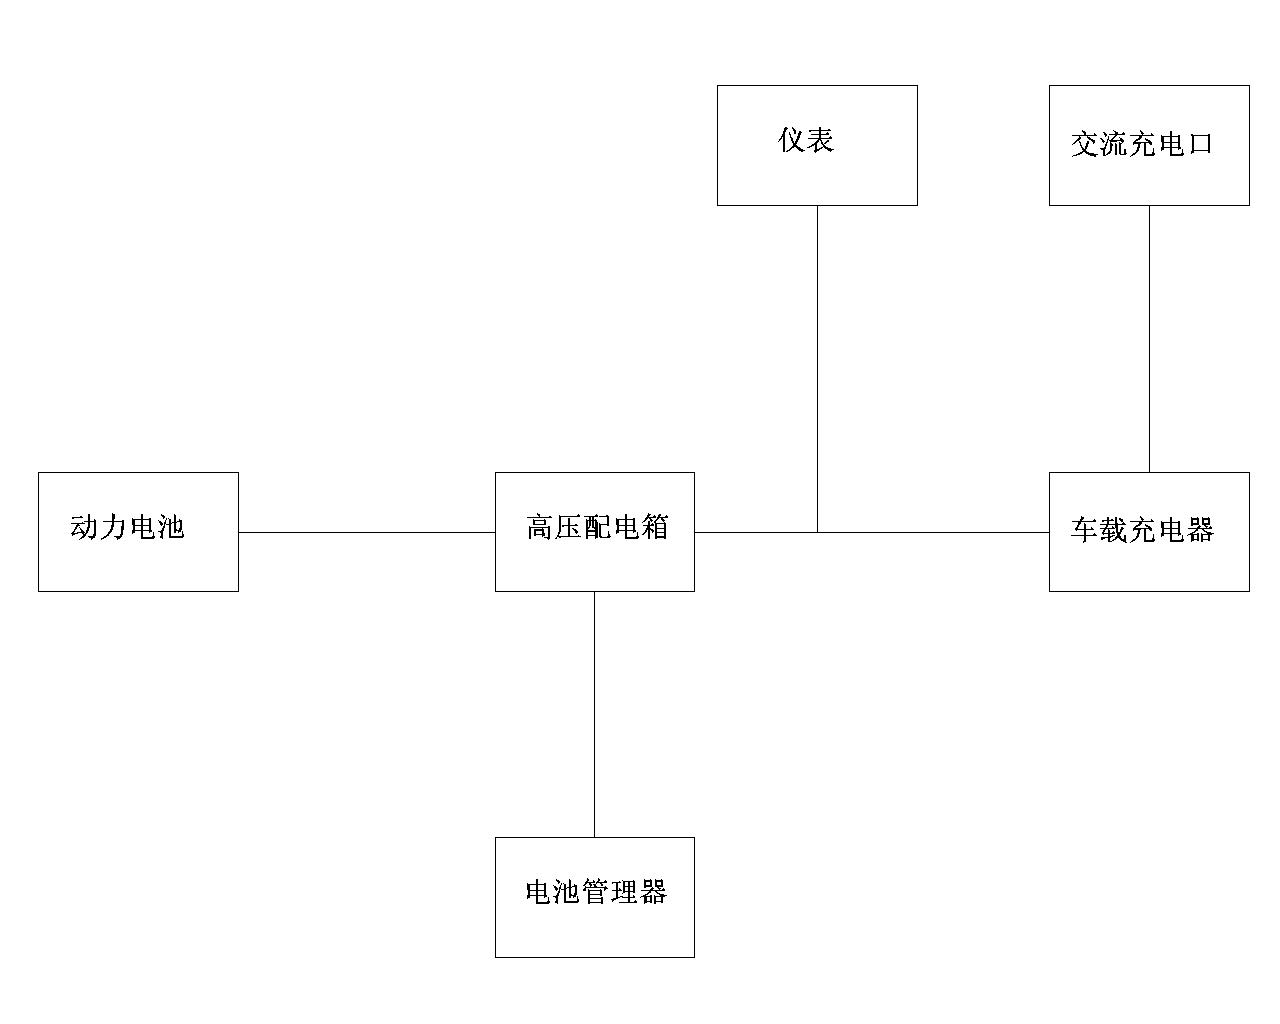 仪表
交流充电口
动力电池
高压配电箱
车载充电器
电池管理器